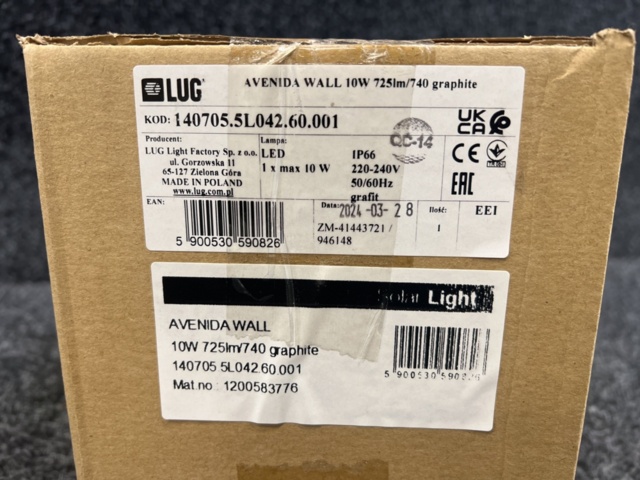 LUG
AVENIDA WALL 10W 725lm/740 graphite
KOD: 140705.5L042.60.001
UK
CA
Producent:
LUG Light Factory Sp. z o.o.
ul. Gorzowska 11
65-127 Zielona Góra
MADE IN POLAND
www.lug.com.pl
Lampa:
LED
1 x max 10 W
IP66
220-240V
50/60Hz
grafit
QC-14
CE
EAC
EAN:
5 900530 590826
Data: 2024-03-28
ZM-41443721 /
946148
Ilość:
1
EEI
Light
AVENIDA WALL
10W 725lm/740 graphite
140705.5L042.60.001
Mat.no : 1200583776
5 900530 590826